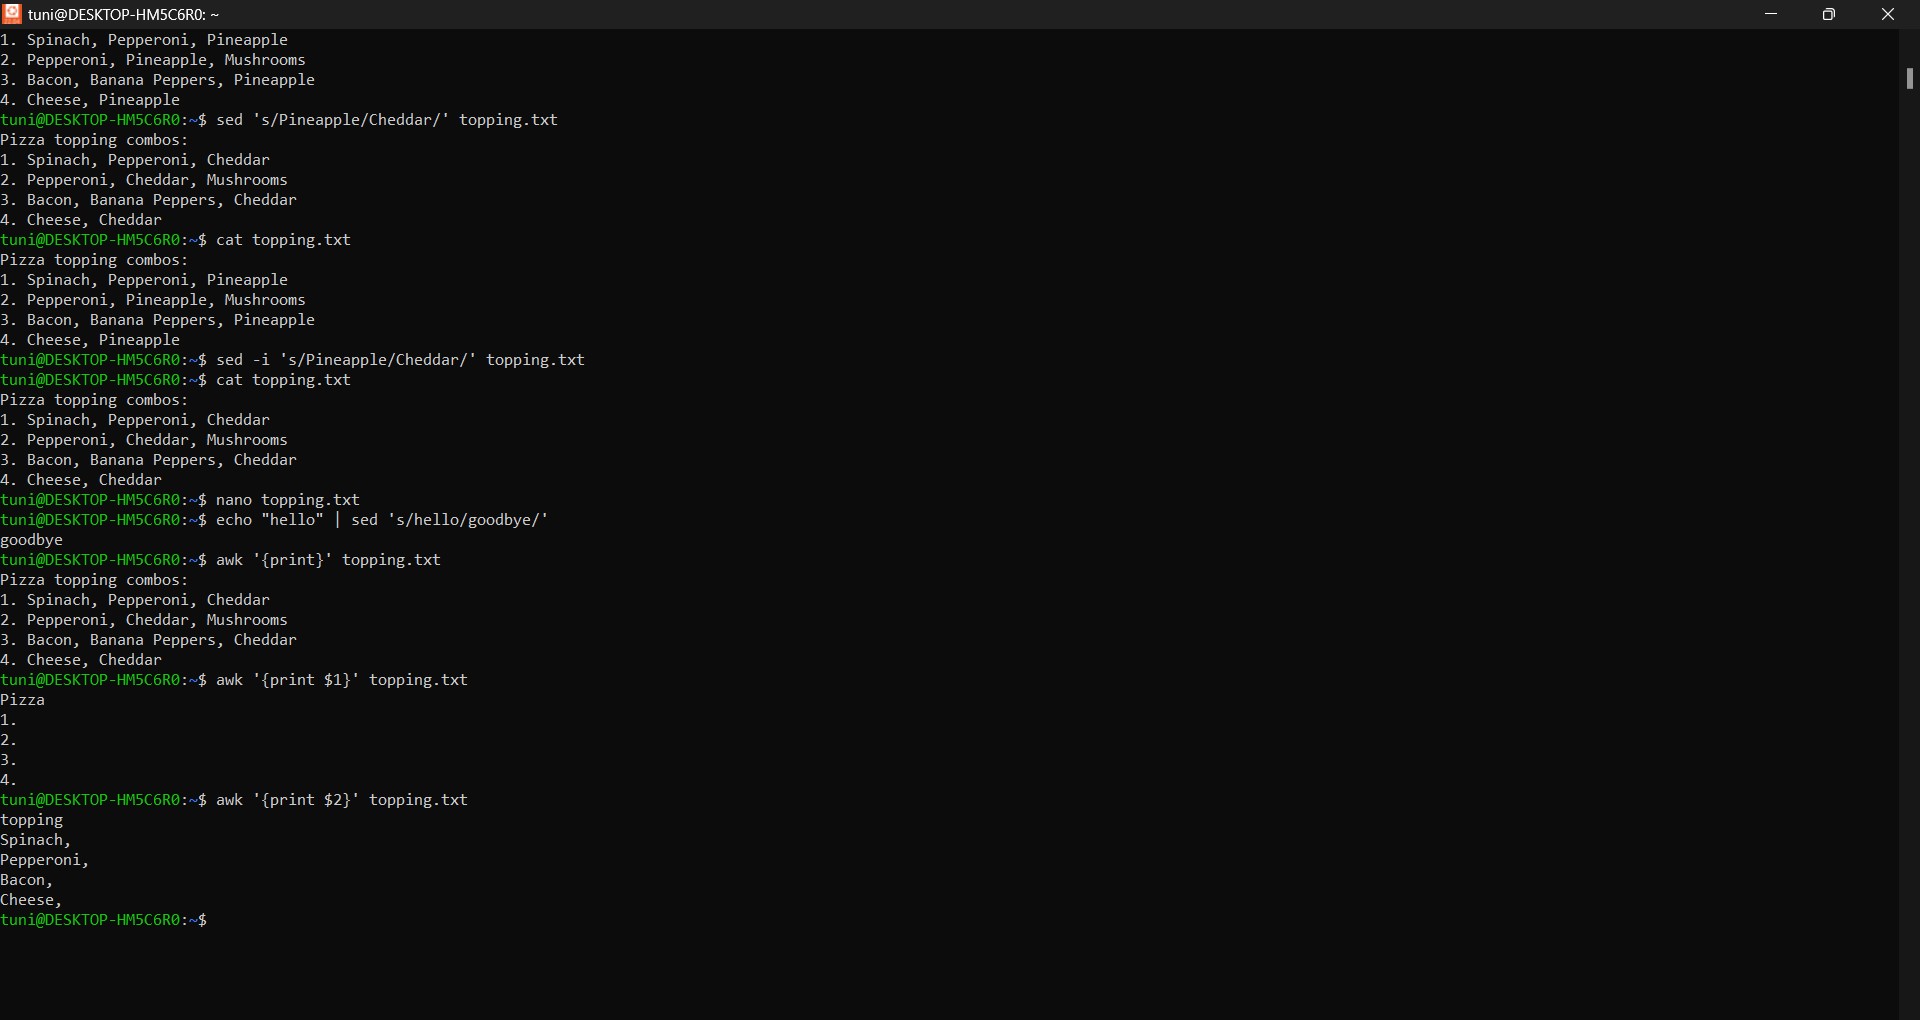 tuni@DESKTOP-HM5C6R0: ~
1. Spinach, Pepperoni, Pineapple
2. Pepperoni, Pineapple, Mushrooms
3. Bacon, Banana Peppers, Pineapple
4. Cheese, Pineapple
tuni@DESKTOP-HM5C6R0:~$ sed 's/Pineapple/Cheddar/' topping.txt
Pizza topping combos:
1. Spinach, Pepperoni, Cheddar
2. Pepperoni, Cheddar, Mushrooms
3. Bacon, Banana Peppers, Cheddar
4. Cheese, Cheddar
tuni@DESKTOP-HM5C6R0:~$ cat topping.txt
Pizza topping combos:
1. Spinach, Pepperoni, Pineapple
2. Pepperoni, Pineapple, Mushrooms
3. Bacon, Banana Peppers, Pineapple
4. Cheese, Pineapple
tuni@DESKTOP-HM5C6R0:~$ sed -i 's/Pineapple/Cheddar/' topping.txt
tuni@DESKTOP-HM5C6R0:~$ cat topping.txt
Pizza topping combos:
1. Spinach, Pepperoni, Cheddar
2. Pepperoni, Cheddar, Mushrooms
3. Bacon, Banana Peppers, Cheddar
4. Cheese, Cheddar
tuni@DESKTOP-HM5C6R0:~$ nano topping.txt
tuni@DESKTOP-HM5C6R0:~$ echo "hello" | sed 's/hello/goodbye/'
goodbye
tuni@DESKTOP-HM5C6R0:~$ awk '{print}' topping.txt
Pizza topping combos:
1. Spinach, Pepperoni, Cheddar
2. Pepperoni, Cheddar, Mushrooms
3. Bacon, Banana Peppers, Cheddar
4. Cheese, Cheddar
tuni@DESKTOP-HM5C6R0:~$ awk '{print $1}' topping.txt
Pizza
1.
2.
3.
4.
tuni@DESKTOP-HM5C6R0:~$ awk '{print $2}' topping.txt
topping
Spinach,
Pepperoni,
Bacon,
Cheese,
tuni@DESKTOP-HM5C6R0:~$